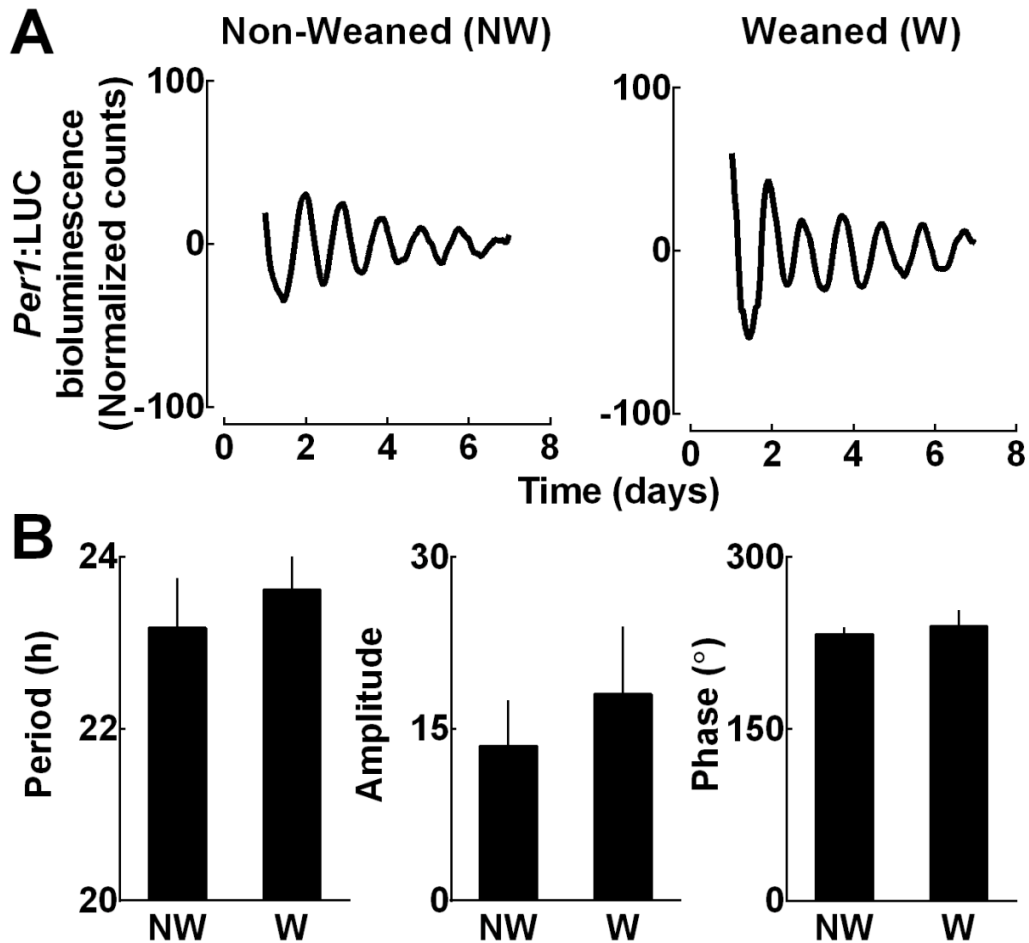 A
Non-Weaned (NW)
Weaned (W)
Per1:LUC
bioluminescence
(Normalized counts)
100
0
-100
0 2 4 6 8
100
0
-100
0 2 4 6 8
Time (days)
B
Period (h)
24
22
20
NW W
Amplitude
30
15
0
NW W
Phase (°)
300
150
0
NW W